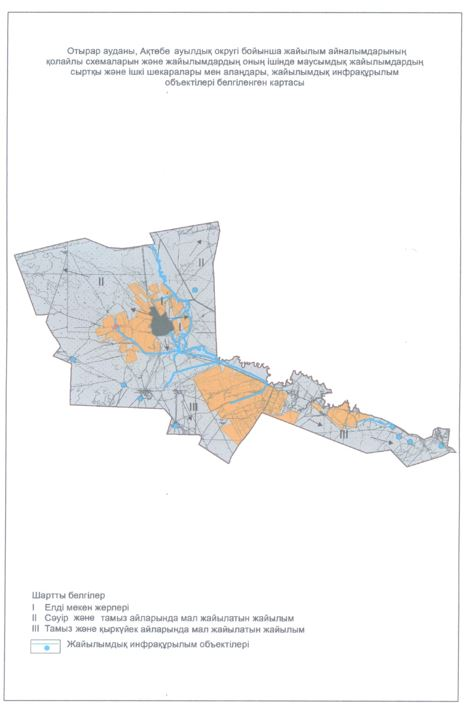 Отырар ауданы, Ақтөбе ауылдық округі бойынша жайылым айналымдарының
қолайлы схемаларын және жайылымдардың оның ішінде маусымдық жайылымдардың
сыртқы және ішкі шекаралары мен алаңдары, жайылымдық инфрақұрылым
объектілері белгіленген картасы
II
II
I
I
III
III
Шартты белгілер
I Елді мекен жерлері
II Сәуір және тамыз айларында мал жайылатын жайылым
III Тамыз және қыркүйек айларында мал жайылатын жайылым
Жайылымдық инфрақұрылым объектілері